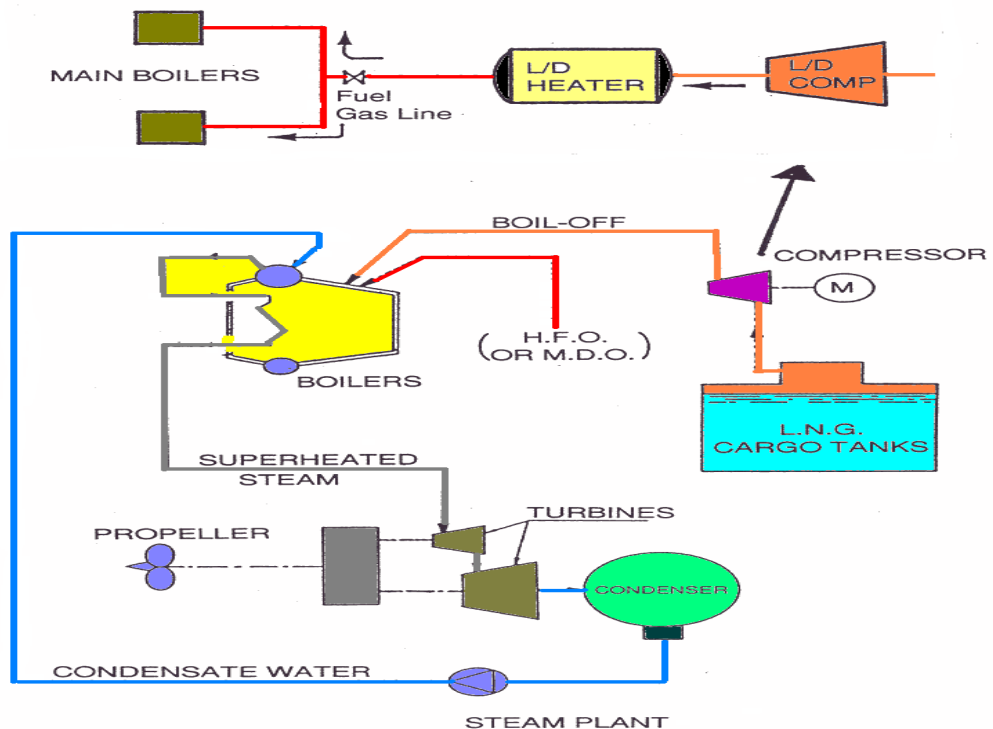 L/D
HEATER
L/D
COMP
MAIN BOILERS
Fuel
Gas Line
BOIL-OFF
COMPRESSOR
M
( H.F.O.
OR M.D.O. )
BOILERS
L.N.G.
CARGO TANKS
SUPERHEATED
STEAM
TURBINES
PROPELLER
CONDENSER
CONDENSATE WATER
STEAM PLANT